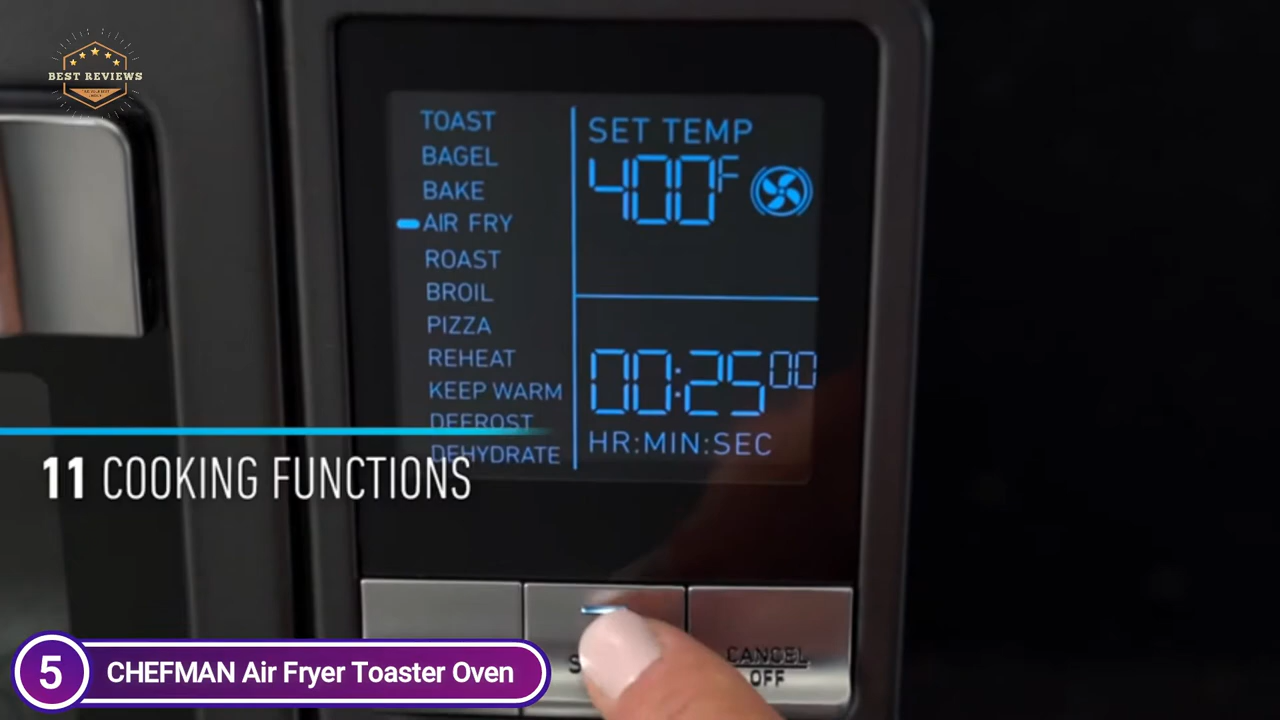 BEST REVIEWS
TOAST
BAGEL
BAKE
AIR FRY
ROAST
BROIL
PIZZA
REHEAT
KEEP WARM
DEFROST
DEHYDRATE
SET TEMP
400F
00:25 00
HR:MIN:SEC
11 COOKING FUNCTIONS
CANCEL
OFF
5 CHEFMAN Air Fryer Toaster Oven